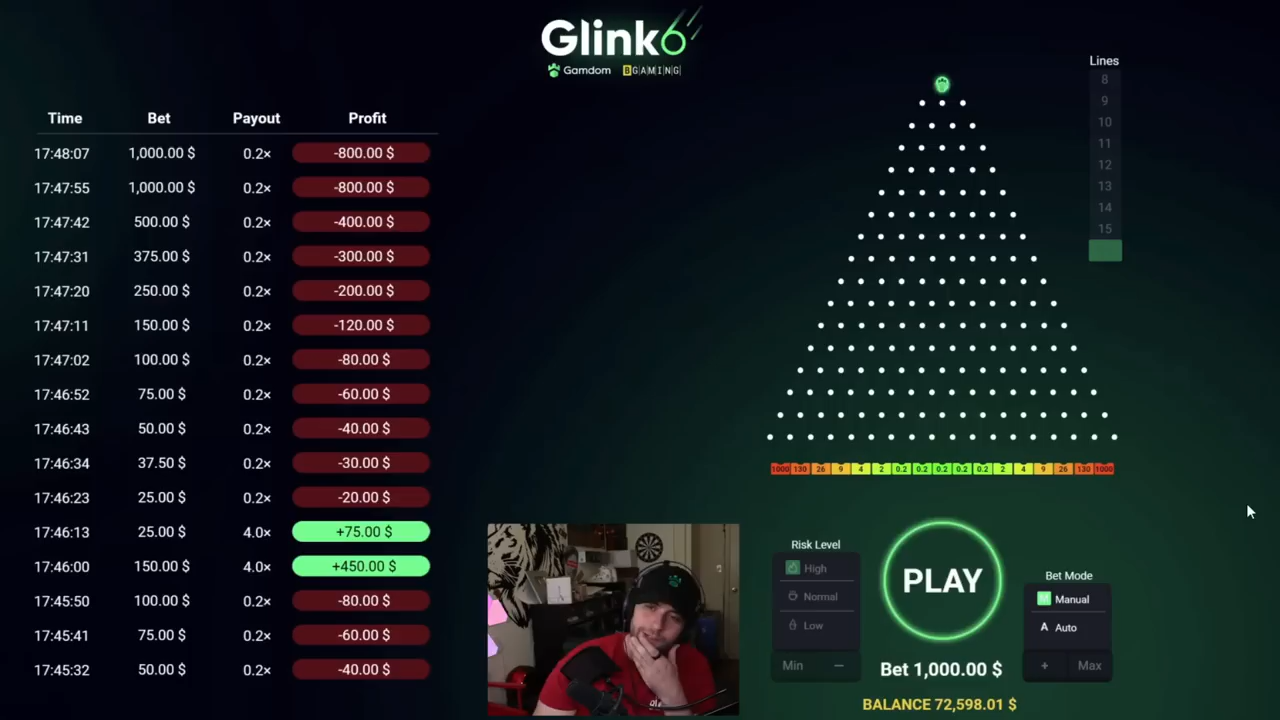 Glink6
Gamdom BGAMING
Lines
8
9
10
11
12
13
14
15
Time Bet Payout Profit
17:48:07 1,000.00 $ 0.2× -800.00 $
17:47:55 1,000.00 $ 0.2× -800.00 $
17:47:42 500.00 $ 0.2× -400.00 $
17:47:31 375.00 $ 0.2× -300.00 $
17:47:20 250.00 $ 0.2× -200.00 $
17:47:11 150.00 $ 0.2× -120.00 $
17:47:02 100.00 $ 0.2× -80.00 $
17:46:52 75.00 $ 0.2× -60.00 $
17:46:43 50.00 $ 0.2× -40.00 $
17:46:34 37.50 $ 0.2× -30.00 $
17:46:23 25.00 $ 0.2× -20.00 $
17:46:13 25.00 $ 4.0× +75.00 $
17:46:00 150.00 $ 4.0× +450.00 $
17:45:50 100.00 $ 0.2× -80.00 $
17:45:41 75.00 $ 0.2× -60.00 $
17:45:32 50.00 $ 0.2× -40.00 $
1000 130 26 9 4 2 0.2 0.2 0.2 0.2 0.2 2 4 9 26 130 1000
Risk Level
High
Normal
Low
Min −
PLAY
Bet 1,000.00 $
BALANCE 72,598.01 $
Bet Mode
M Manual
A Auto
+ Max